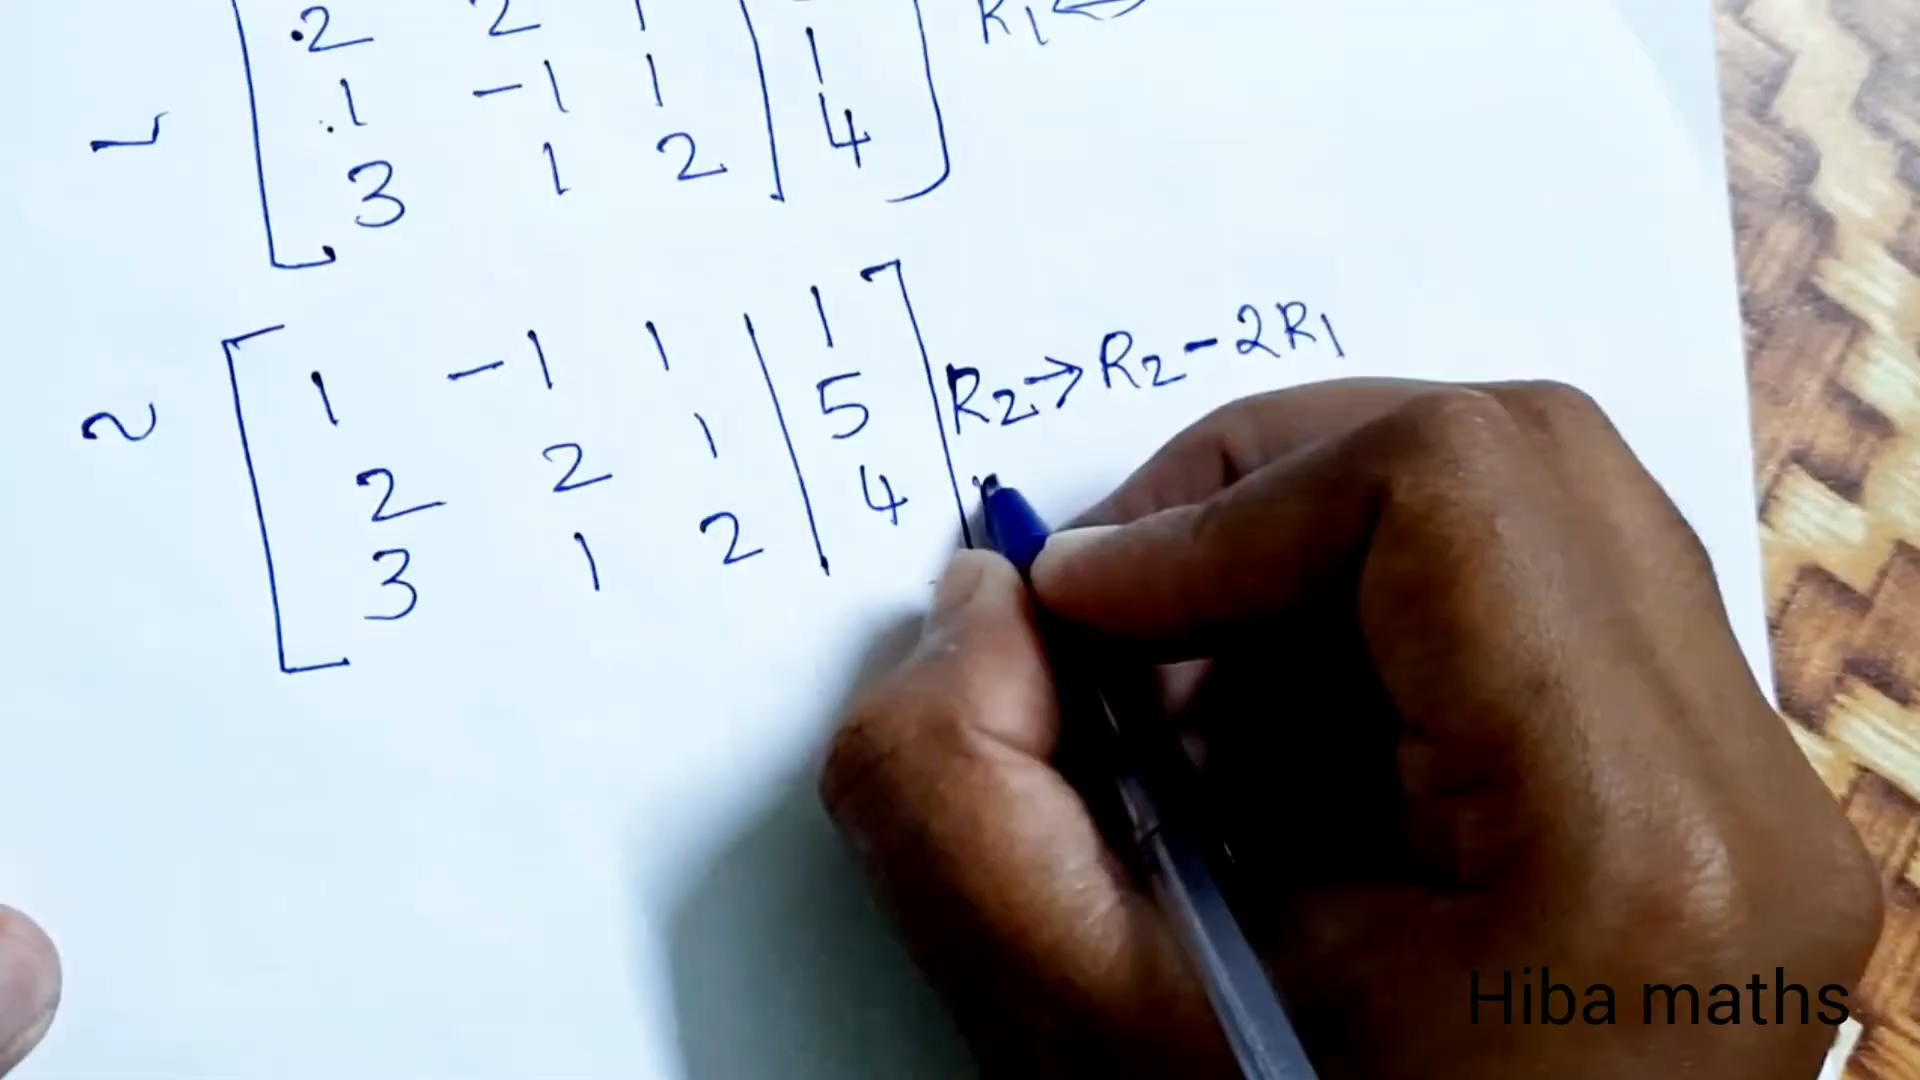 2 2 1 R1 ↔
~ 1 -1 1 | 1
3 1 2 | 4
1 -1 1 | 1
~ 2 2 1 | 5 R2→R2-2R1
3 1 2 | 4
Hiba maths